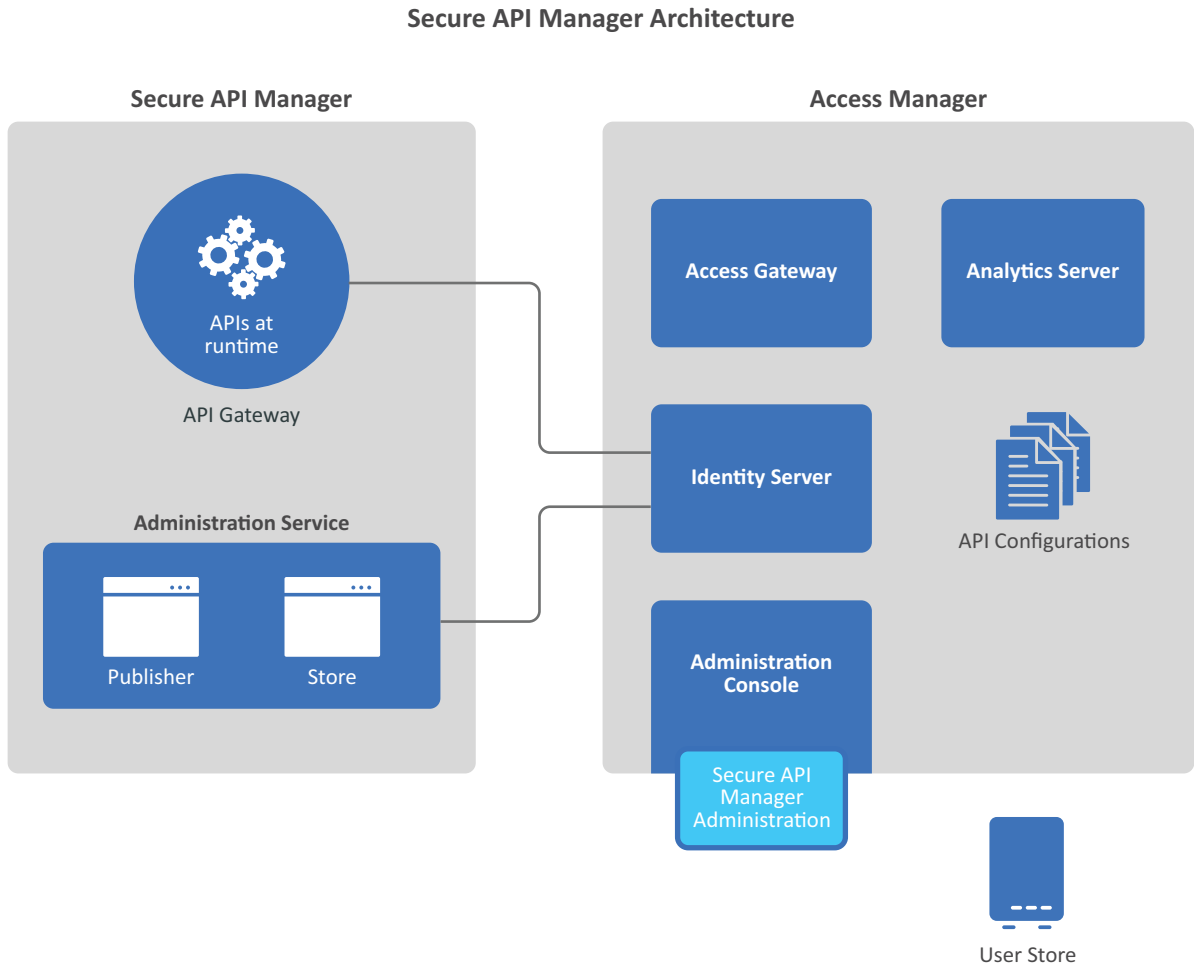 Secure API Manager Architecture
Secure API Manager
APIs at
runtime
API Gateway
Administration Service
Publisher
Store
Access Manager
Access Gateway
Analytics Server
Identity Server
API Configurations
Administration
Console
Secure API
Manager
Administration
User Store